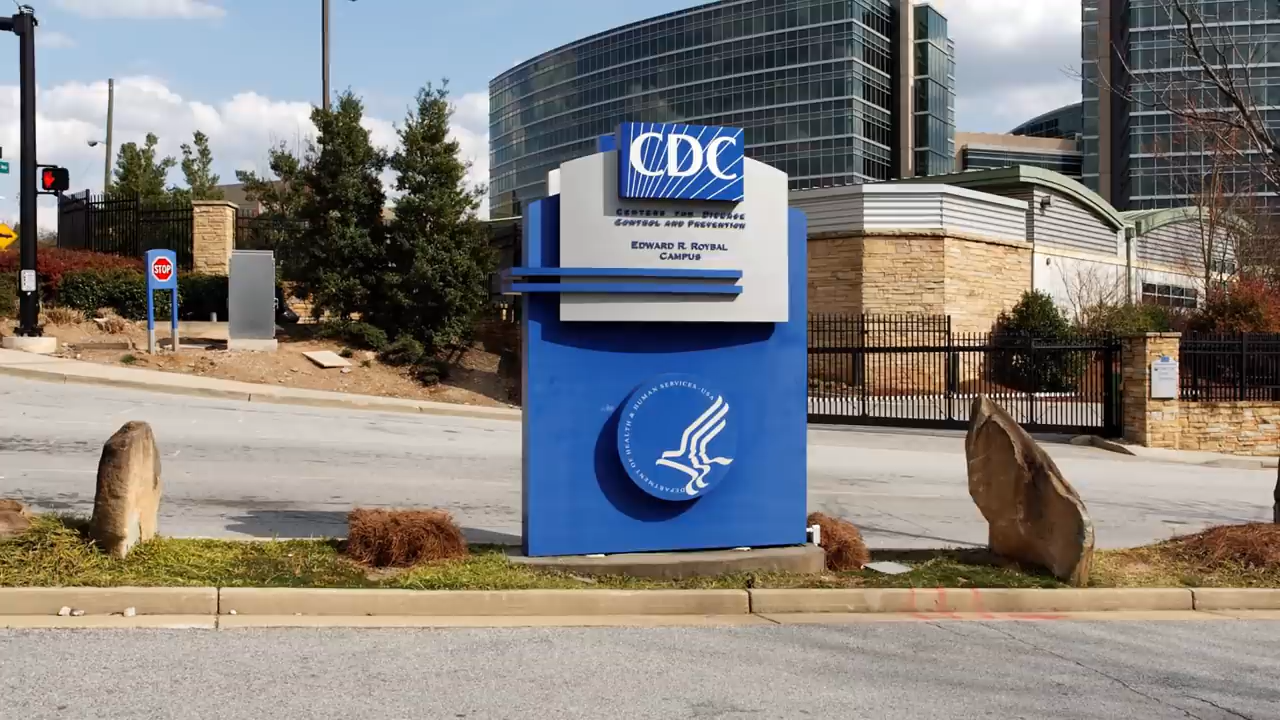 CDC
Centers for Disease
Control and Prevention
Edward R. Roybal
Campus
STOP
DEPARTMENT OF HEALTH & HUMAN SERVICES·USA